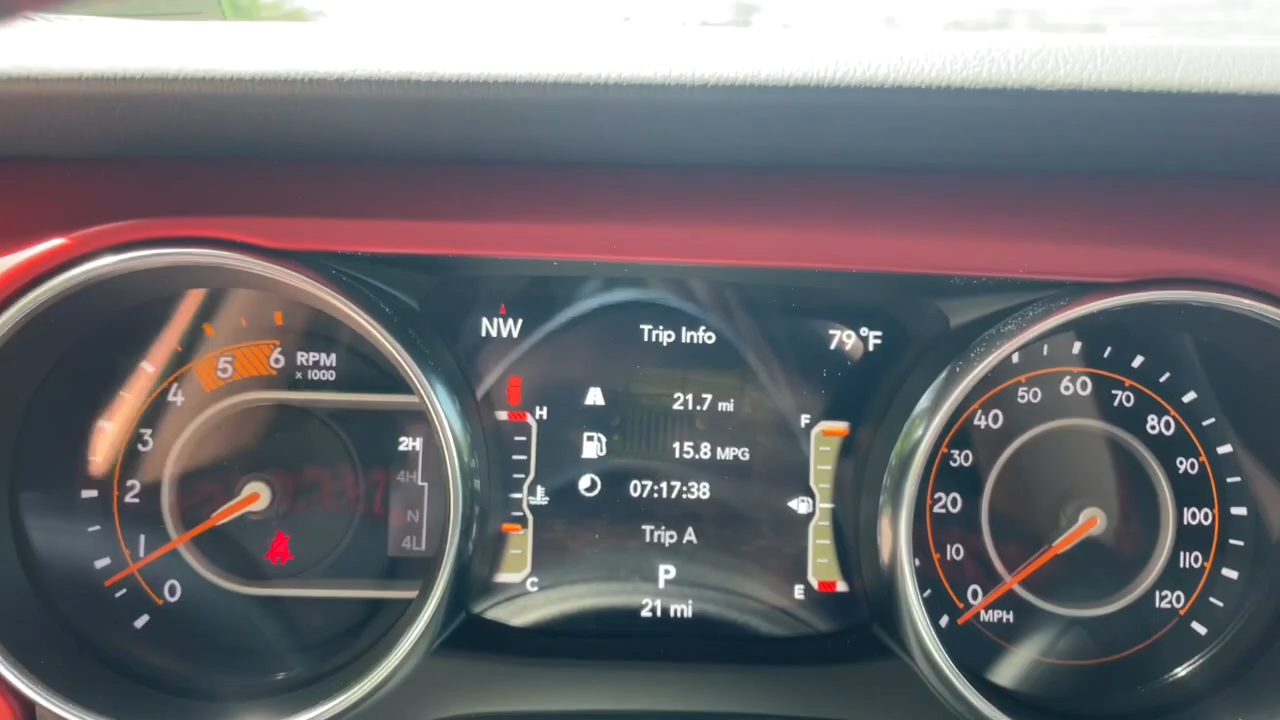 NW
Trip Info
79°F
21.7 mi
15.8 MPG
07:17:38
Trip A
P
21 mi
H
C
F
E
0
1
2
3
4
5
6
RPM
x 1000
2H
4H
N
4L
0
10
20
30
40
50
60
70
80
90
100
110
120
MPH